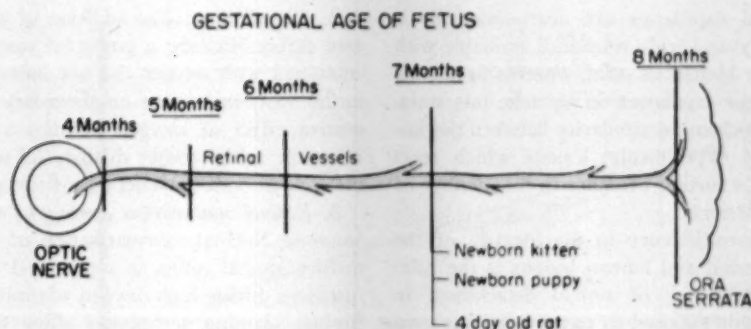 GESTATIONAL AGE OF FETUS
8 Months
7 Months
6 Months
5 Months
4 Months
Retinal Vessels
OPTIC
NERVE
Newborn kitten
Newborn puppy
4 day old rat
ORA
SERRATA